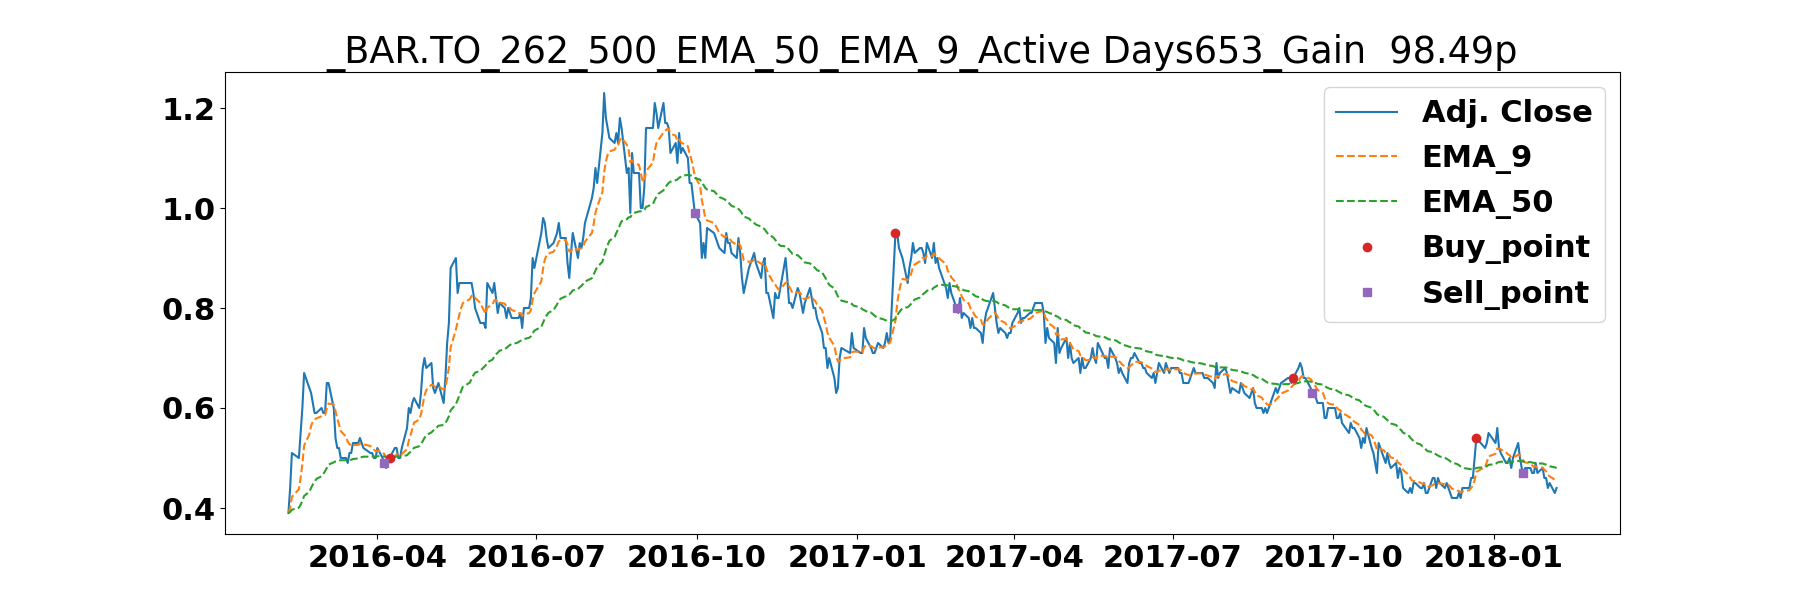 _BAR.TO_262_500_EMA_50_EMA_9_Active Days653_Gain  98.49p
1.2
1.0
0.8
0.6
0.4
Adj. Close
EMA_9
EMA_50
Buy_point
Sell_point
2016-04 2016-07 2016-10 2017-01 2017-04 2017-07 2017-10 2018-01